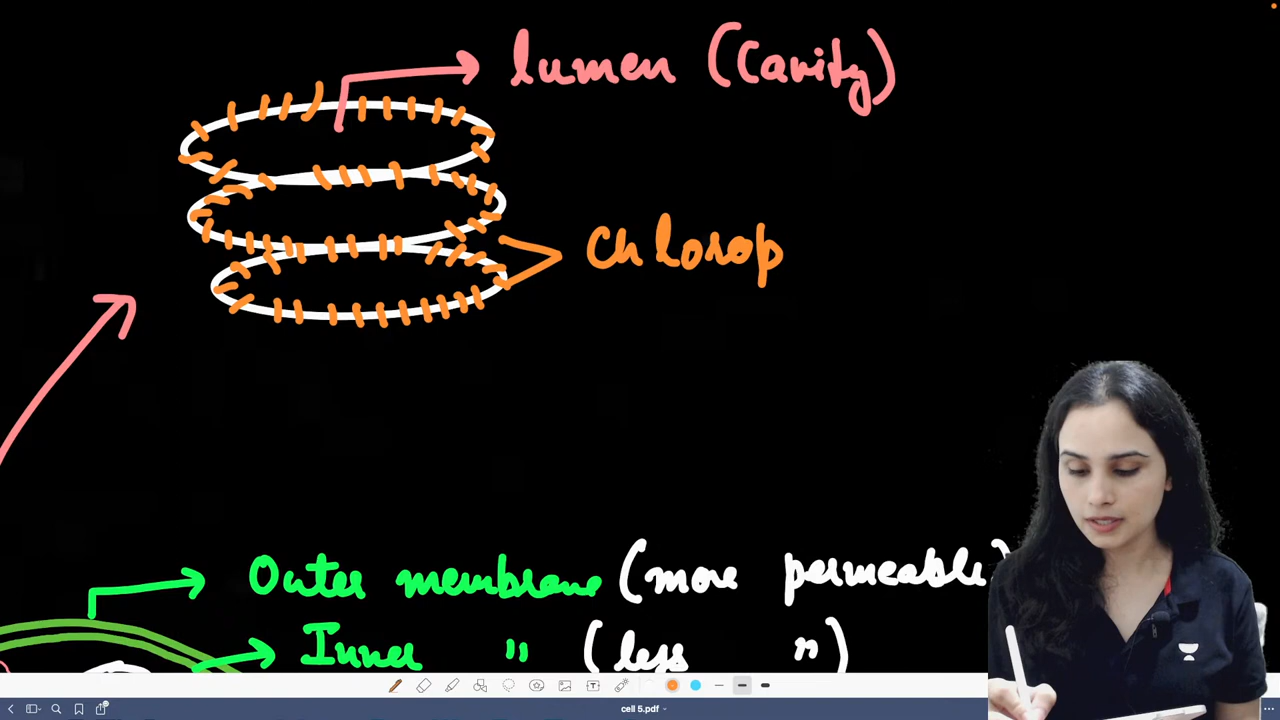 lumen (Cavity)
Chlorop
Outer membrane (more permeable)
Inner " (less ")
cell 5.pdf